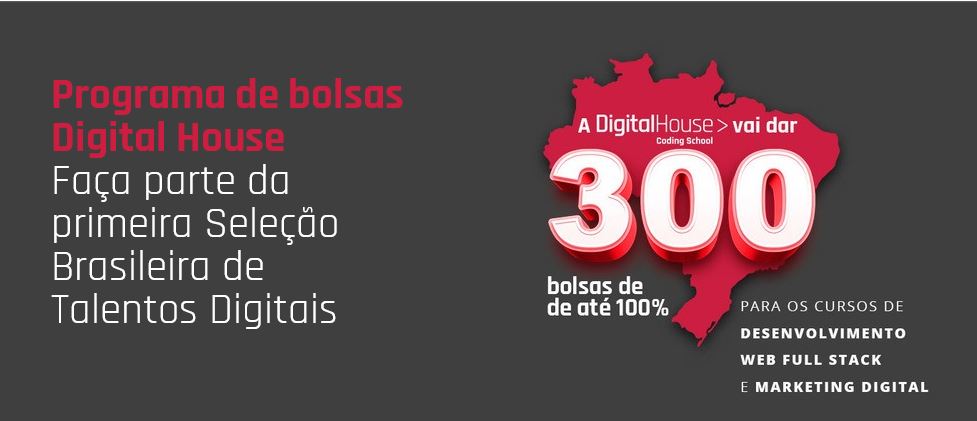 Programa de bolsas
Digital House
Faça parte da
primeira Seleção
Brasileira de
Talentos Digitais
A DigitalHouse> vai dar
Coding School
300
bolsas de
de até 100%
PARA OS CURSOS DE
DESENVOLVIMENTO
WEB FULL STACK
E MARKETING DIGITAL